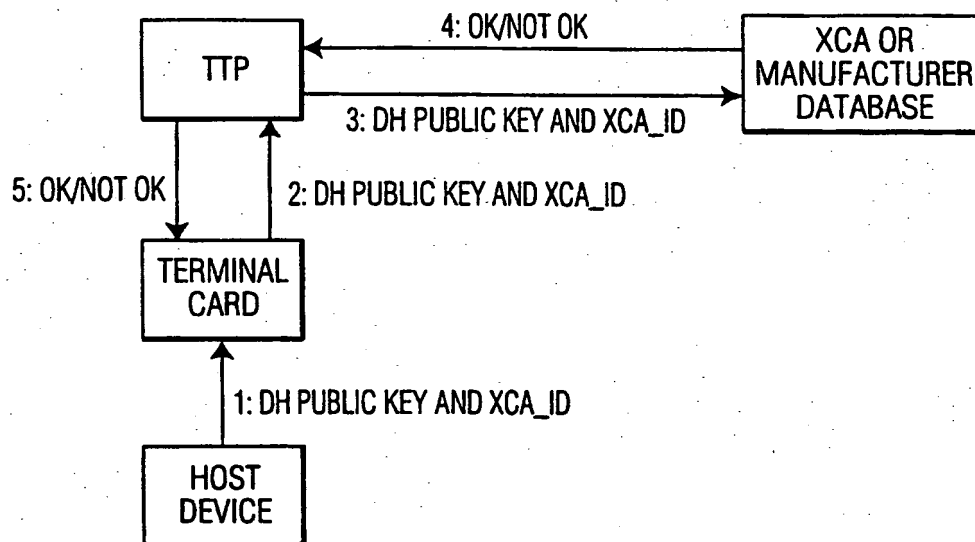 4: OK/NOT OK
TTP
XCA OR
MANUFACTURER
DATABASE
3: DH PUBLIC KEY AND XCA_ID
5: OK/NOT OK
2: DH PUBLIC KEY AND XCA_ID
TERMINAL
CARD
1: DH PUBLIC KEY AND XCA_ID
HOST
DEVICE